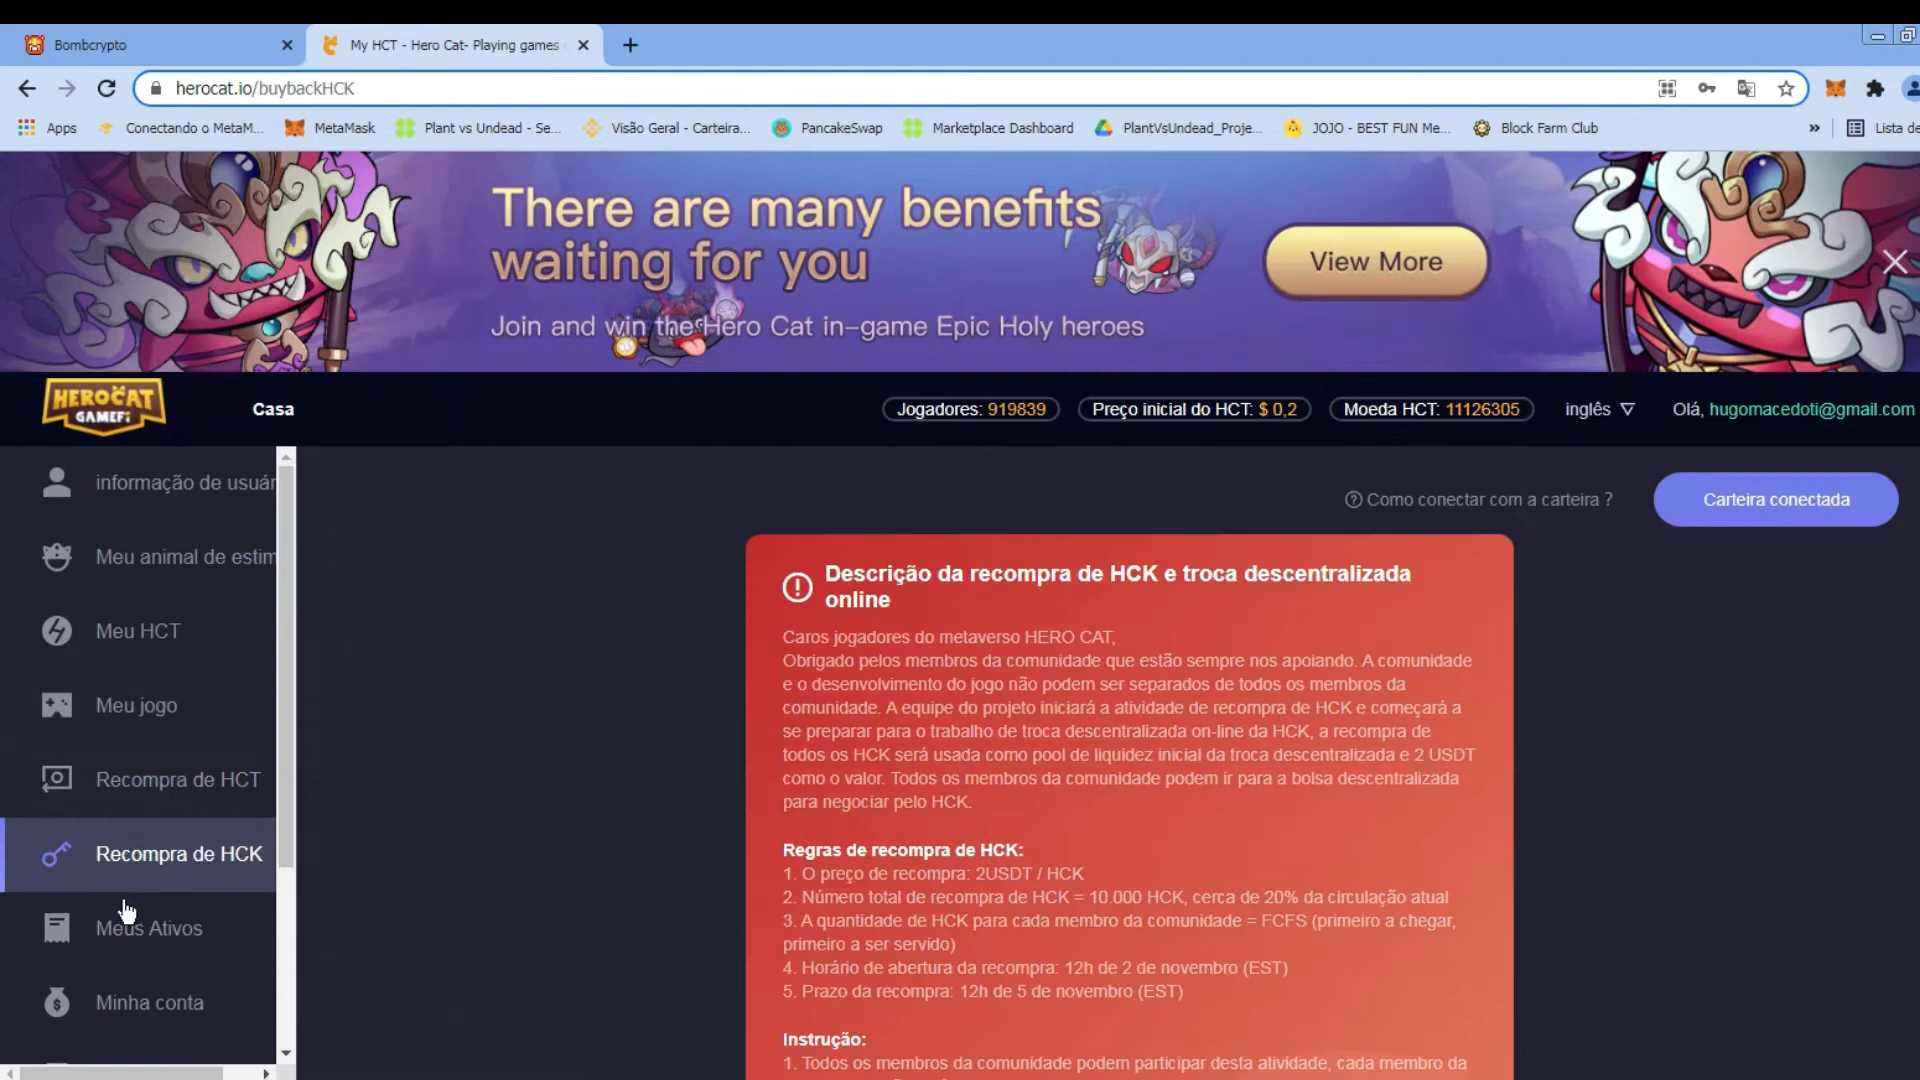 Bombcrypto
My HCT - Hero Cat- Playing games
herocat.io/buybackHCK
Apps
Conectando o MetaM...
MetaMask
Plant vs Undead - Se...
Visão Geral - Carteira...
PancakeSwap
Marketplace Dashboard
PlantVsUndead_Proje...
JOJO - BEST FUN Me...
Block Farm Club
»
Lista de
There are many benefits
waiting for you
Join and win the Hero Cat in-game Epic Holy heroes
View More
HEROCAT
GAMEFi
Casa
Jogadores: 919839
Preço inicial do HCT: $ 0,2
Moeda HCT: 11126305
inglês
Olá, hugomacedoti@gmail.com
informação de usuár
Meu animal de estim
Meu HCT
Meu jogo
Recompra de HCT
Recompra de HCK
Meus Ativos
Minha conta
Como conectar com a carteira ?
Carteira conectada
Descrição da recompra de HCK e troca descentralizada
online
Caros jogadores do metaverso HERO CAT,
Obrigado pelos membros da comunidade que estão sempre nos apoiando. A comunidade
e o desenvolvimento do jogo não podem ser separados de todos os membros da
comunidade. A equipe do projeto iniciará a atividade de recompra de HCK e começará a
se preparar para o trabalho de troca descentralizada on-line da HCK, a recompra de
todos os HCK será usada como pool de liquidez inicial da troca descentralizada e 2 USDT
como o valor. Todos os membros da comunidade podem ir para a bolsa descentralizada
para negociar pelo HCK.
Regras de recompra de HCK:
1. O preço de recompra: 2USDT / HCK
2. Número total de recompra de HCK = 10.000 HCK, cerca de 20% da circulação atual
3. A quantidade de HCK para cada membro da comunidade = FCFS (primeiro a chegar,
primeiro a ser servido)
4. Horário de abertura da recompra: 12h de 2 de novembro (EST)
5. Prazo da recompra: 12h de 5 de novembro (EST)
Instrução:
1. Todos os membros da comunidade podem participar desta atividade, cada membro da